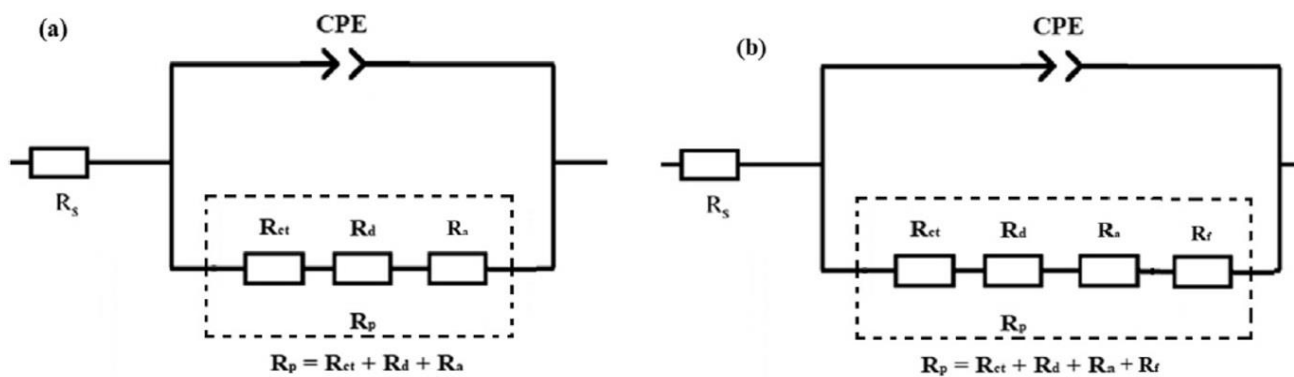 (a)
CPE
Rs
Rct Rd Ra
Rp
Rp = Rct + Rd + Ra
(b)
CPE
Rs
Rct Rd Ra Rf
Rp
Rp = Rct + Rd + Ra + Rf